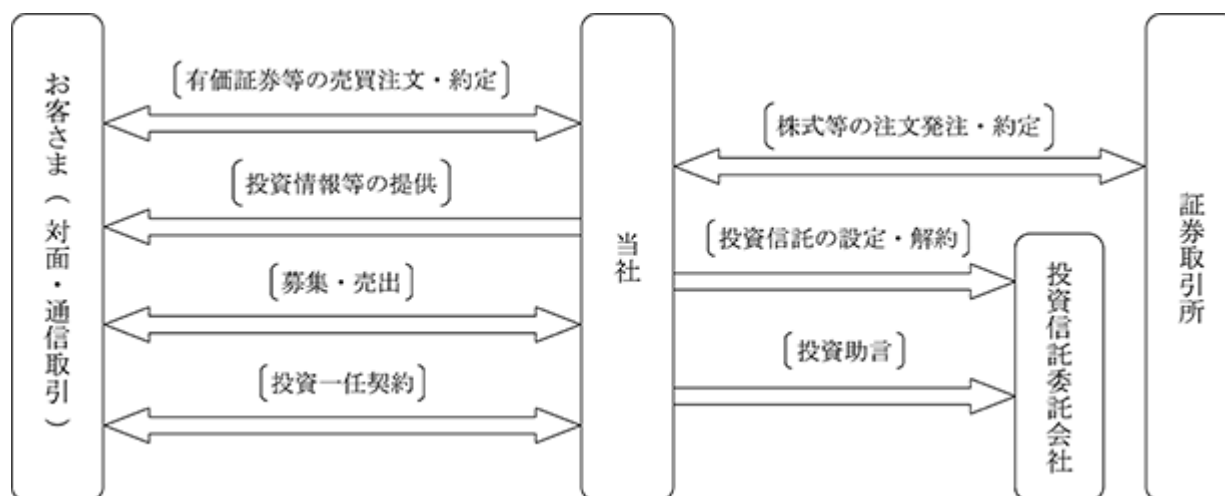 お客さま（対面・通信取引）
〔有価証券等の売買注文・約定〕
〔投資情報等の提供〕
〔募集・売出〕
〔投資一任契約〕
当社
〔株式等の注文発注・約定〕
〔投資信託の設定・解約〕
〔投資助言〕
投資信託委託会社
証券取引所